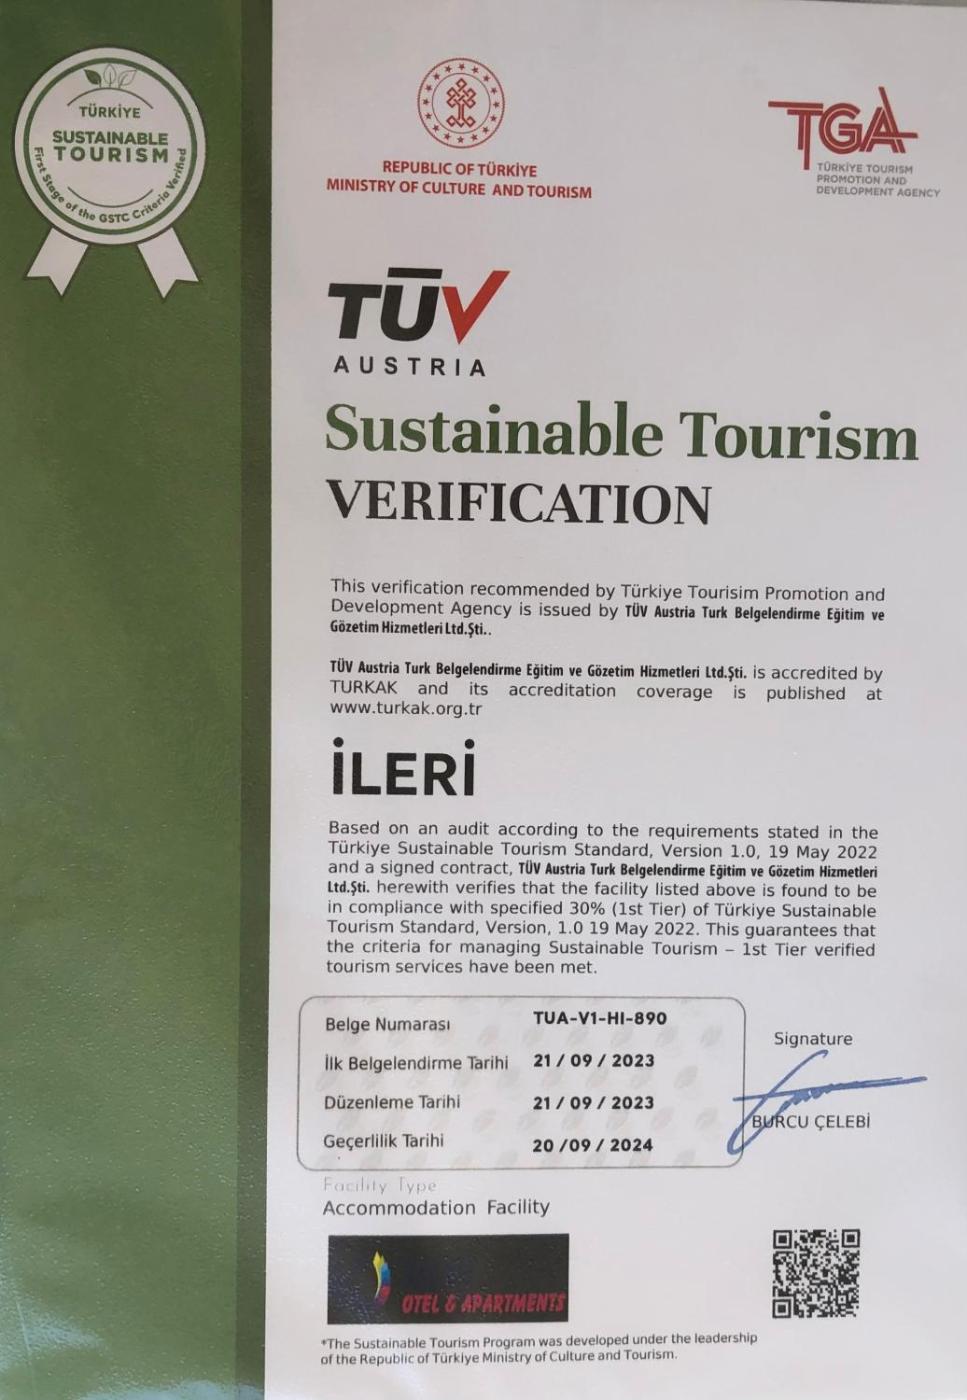 TÜRKİYE
SUSTAINABLE
TOURISM
First Stage of the GSTC Criteria Verified
REPUBLIC OF TÜRKİYE
MINISTRY OF CULTURE AND TOURISM
TGA
TÜRKİYE TOURISM
PROMOTION AND
DEVELOPMENT AGENCY
TÜV
AUSTRIA
Sustainable Tourism
VERIFICATION
This verification recommended by Türkiye Tourisim Promotion and
Development Agency is issued by TÜV Austria Turk Belgelendirme Eğitim ve
Gözetim Hizmetleri Ltd.Şti..
TÜV Austria Turk Belgelendirme Eğitim ve Gözetim Hizmetleri Ltd.Şti. is accredited by
TURKAK and its accreditation coverage is published at
www.turkak.org.tr
İLERİ
Based on an audit according to the requirements stated in the
Türkiye Sustainable Tourism Standard, Version 1.0, 19 May 2022
and a signed contract, TÜV Austria Turk Belgelendirme Eğitim ve Gözetim Hizmetleri
Ltd.Şti. herewith verifies that the facility listed above is found to be
in compliance with specified 30% (1st Tier) of Türkiye Sustainable
Tourism Standard, Version, 1.0 19 May 2022. This guarantees that
the criteria for managing Sustainable Tourism – 1st Tier verified
tourism services have been met.
Belge Numarası TUA-V1-HI-890
İlk Belgelendirme Tarihi 21 / 09 / 2023
Düzenleme Tarihi 21 / 09 / 2023
Geçerlilik Tarihi 20 /09 / 2024
Signature
BURCU ÇELEBİ
Facility Type
Accommodation Facility
OTEL & APARTMENTS
*The Sustainable Tourism Program was developed under the leadership
of the Republic of Türkiye Ministry of Culture and Tourism.